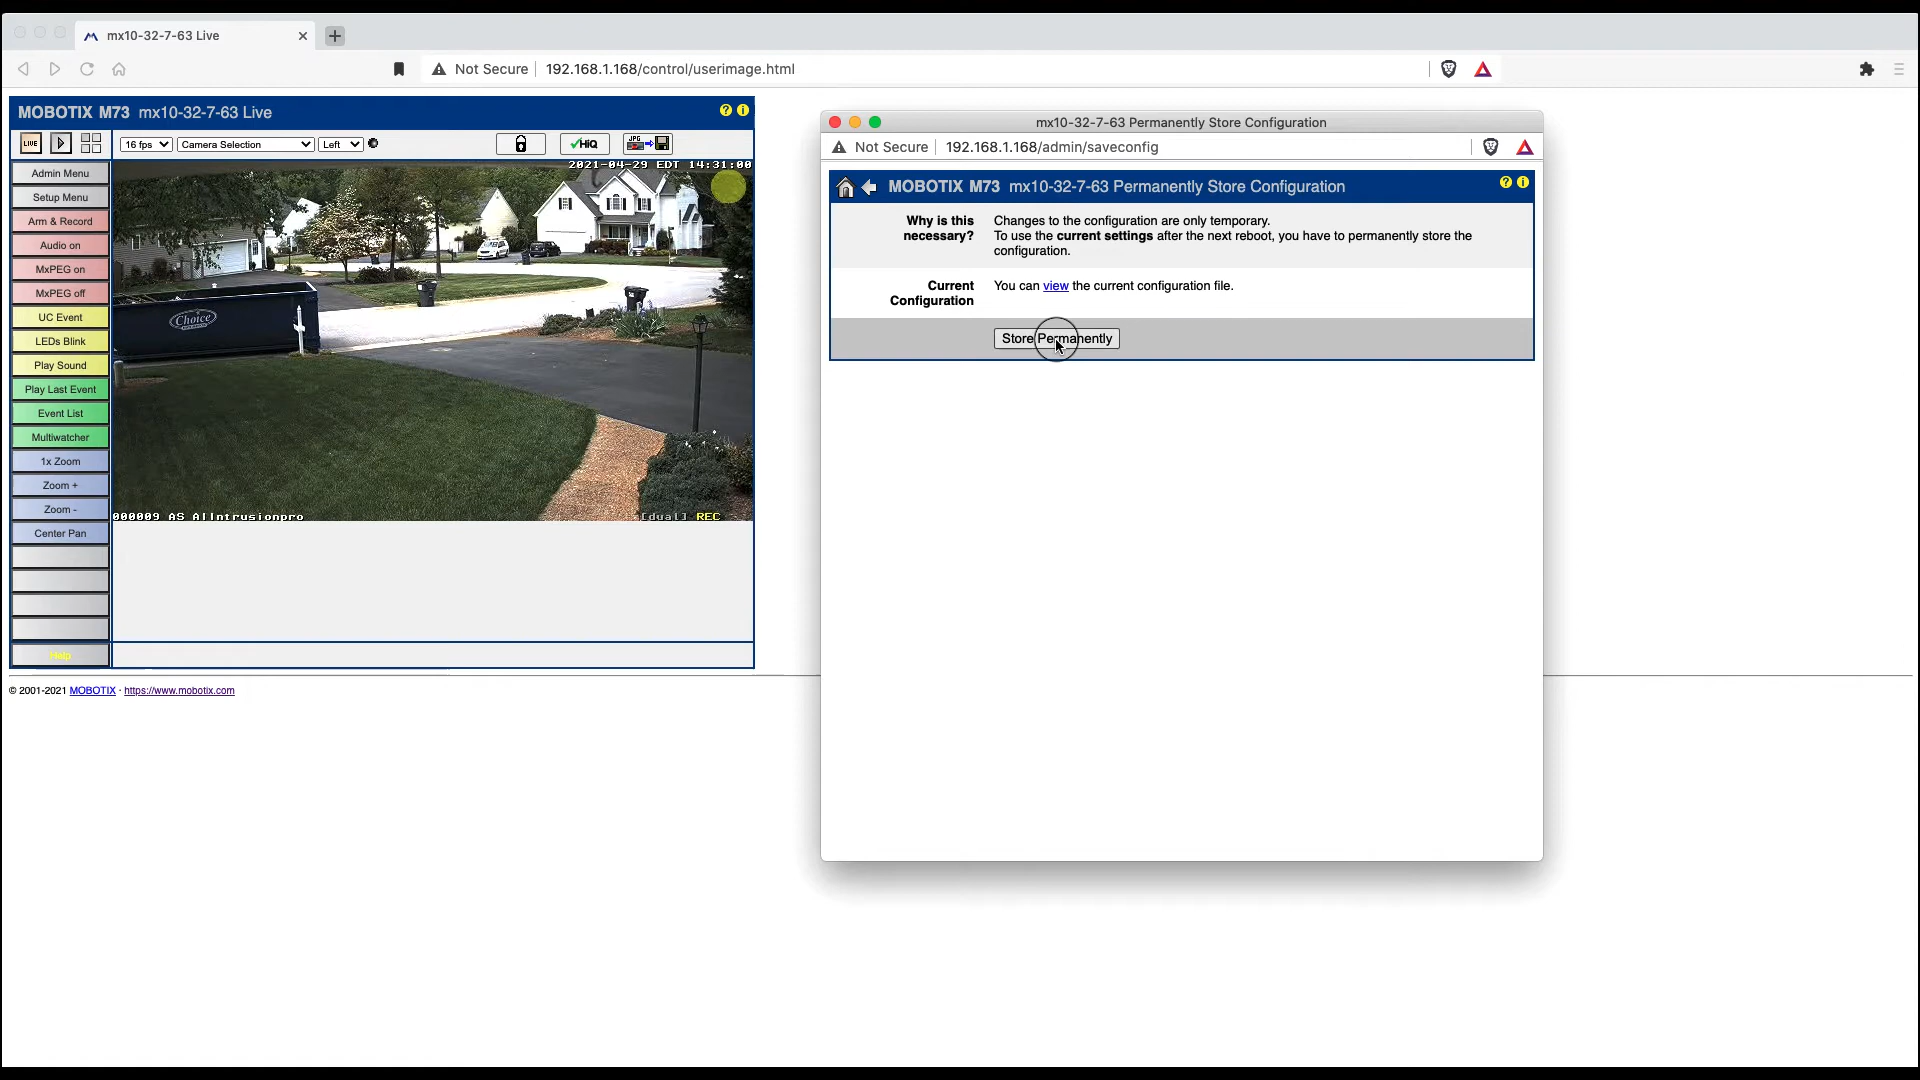 mx10-32-7-63 Live
Not Secure 192.168.1.168/control/userimage.html
MOBOTIX M73 mx10-32-7-63 Live
LIVE
16 fps
Camera Selection
Left
HiQ
JPG
Admin Menu
Setup Menu
Arm & Record
Audio on
MxPEG on
MxPEG off
UC Event
LEDs Blink
Play Sound
Play Last Event
Event List
Multiwatcher
1x Zoom
Zoom +
Zoom -
Center Pan
Help
2021-04-29 EDT 14:31:00
Choice
000009 AS AIIntrusionpro
[dual] REC
© 2001-2021 MOBOTIX · https://www.mobotix.com
mx10-32-7-63 Permanently Store Configuration
Not Secure 192.168.1.168/admin/saveconfig
MOBOTIX M73 mx10-32-7-63 Permanently Store Configuration
Why is this
necessary?
Changes to the configuration are only temporary.
To use the current settings after the next reboot, you have to permanently store the
configuration.
Current
Configuration
You can view the current configuration file.
Store Permanently